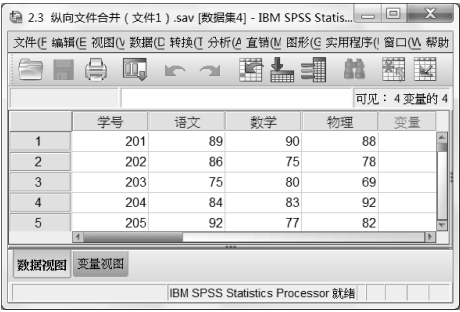 2.3 纵向文件合并（文件1）.sav [数据集4] - IBM SPSS Statis...
文件(F 编辑(E 视图(V 数据(D 转换(T 分析(A 直销(M 图形(G 实用程序(U 窗口(W 帮助
可见： 4 变量的 4
学号 语文 数学 物理 变量
1 201 89 90 88
2 202 86 75 78
3 203 75 80 69
4 204 84 83 92
5 205 92 77 82
数据视图 变量视图
IBM SPSS Statistics Processor 就绪